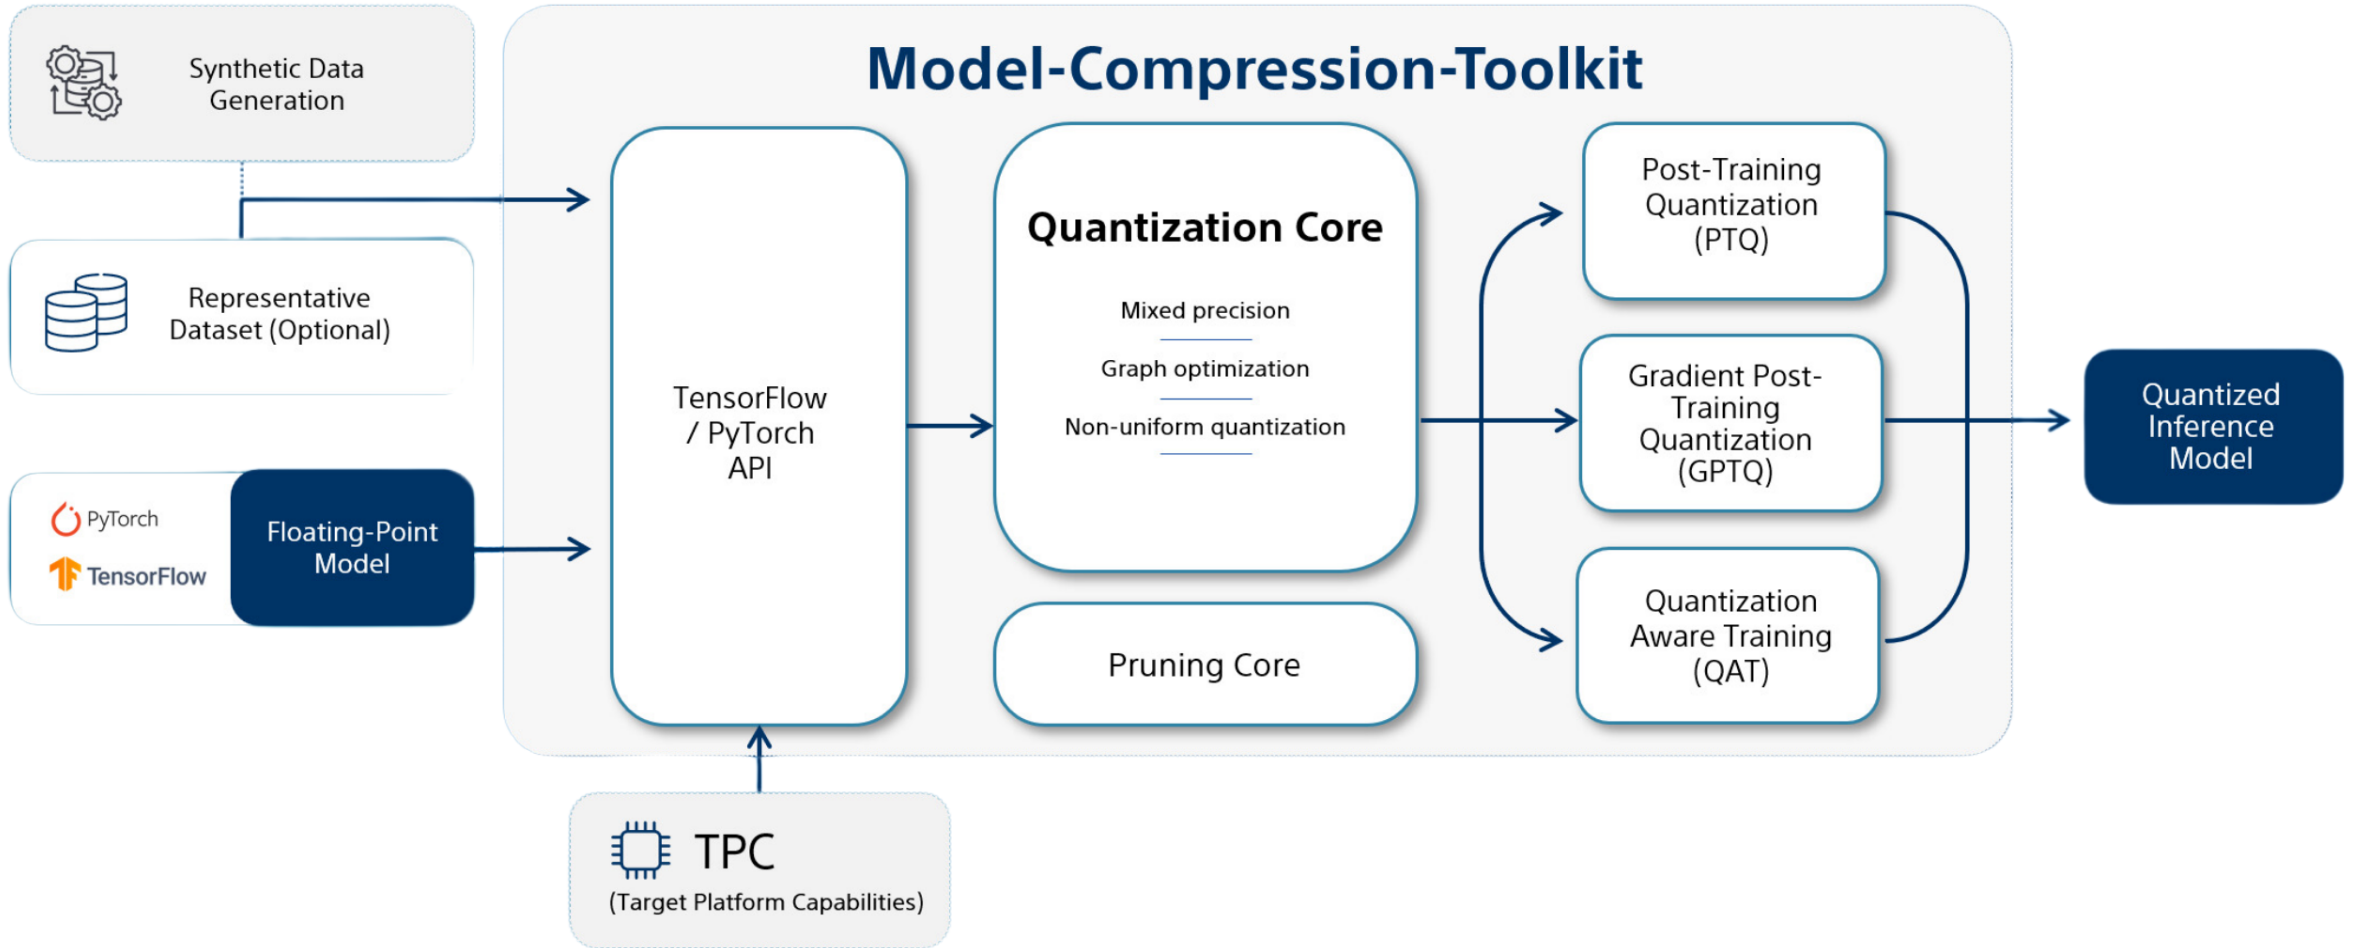 Synthetic Data
Generation
Representative
Dataset (Optional)
PyTorch
TensorFlow
Floating-Point
Model
Model-Compression-Toolkit
TensorFlow
/ PyTorch
API
Quantization Core
Mixed precision
Graph optimization
Non-uniform quantization
Pruning Core
Post-Training
Quantization
(PTQ)
Gradient Post-
Training
Quantization
(GPTQ)
Quantization
Aware Training
(QAT)
Quantized
Inference
Model
TPC
(Target Platform Capabilities)